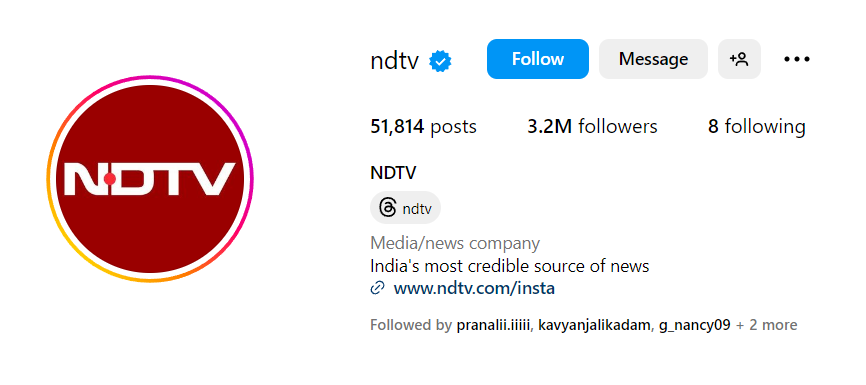 NDTV
ndtv
Follow
Message
51,814 posts
3.2M followers
8 following
NDTV
ndtv
Media/news company
India's most credible source of news
www.ndtv.com/insta
Followed by pranalii.iiiii, kavyanjalikadam, g_nancy09 + 2 more